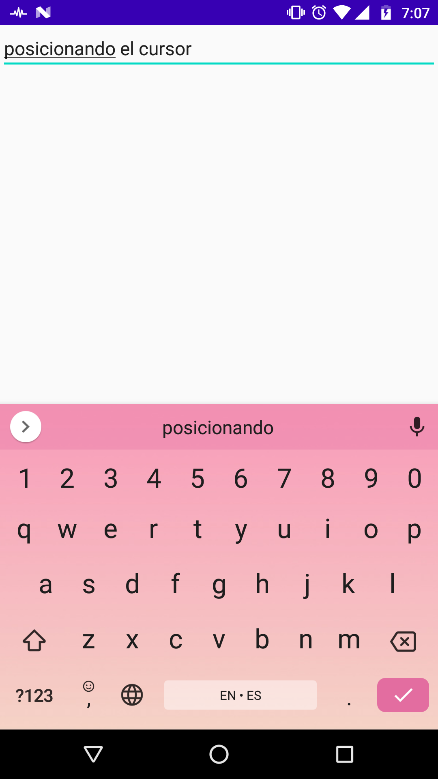 7:07
posicionando el cursor
posicionando
1 2 3 4 5 6 7 8 9 0
q w e r t y u i o p
a s d f g h j k l
z x c v b n m
?123 , EN • ES .